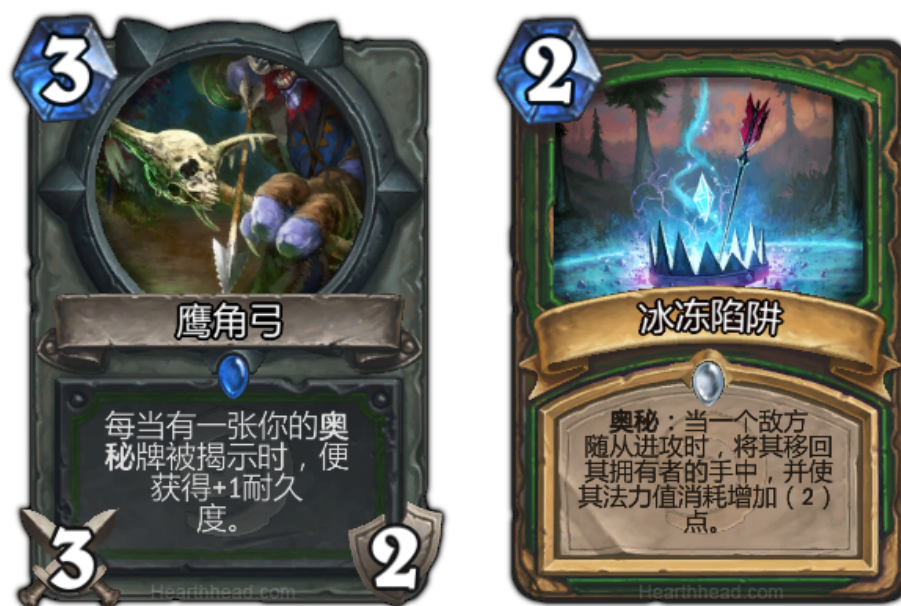 3
鹰角弓
每当有一张你的奥
秘牌被揭示时，便
获得+1耐久
度。
3
2
Hearthhead.com
2
冰冻陷阱
奥秘：当一个敌方
随从进攻时，将其移回
其拥有者的手中，并使
其法力值消耗增加（2）
点。
Hearthhead.com